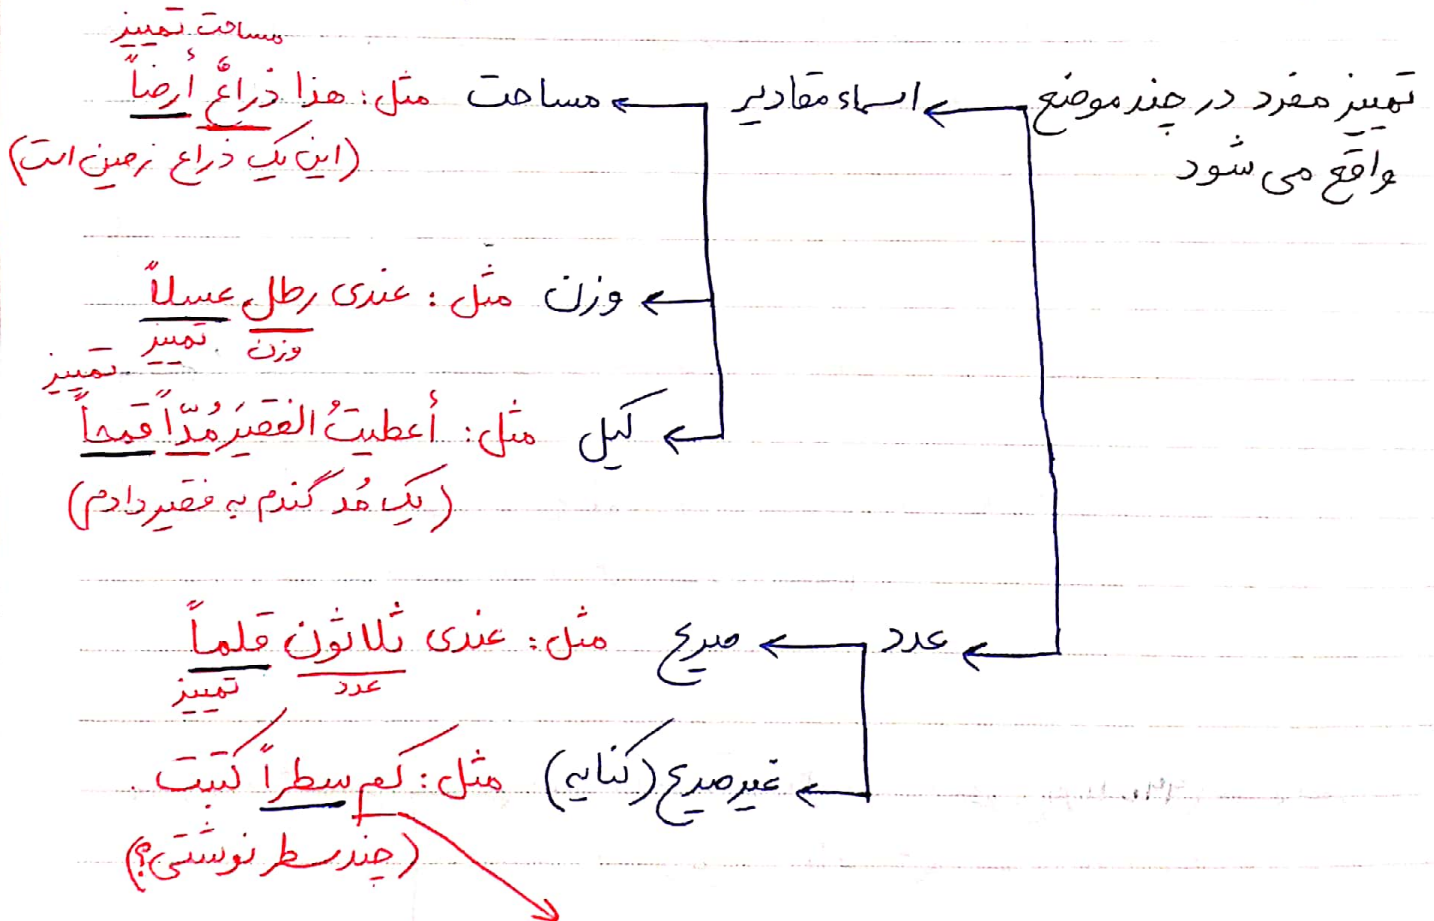 مساحت تمییز
تمییز مفرد در چند موضع ← اسماء مقادیر ← مساحت مثل: هذا ذراعٌ أرضاً
واقع می شود
(این یک ذراع زمین است)
وزن مثل: عندی رطل عسلاً
وزن تمییز
تمییز
کیل مثل: أعطیتُ الفقیرَ مُدّاً قمحاً
(یک مُد گندم به فقیر دادم)
عدد ← صریح مثل: عندی ثلاثون قلماً
عدد تمییز
غیرصریح (کنایه) مثل: کم سطراً کتبت
(چند سطر نوشتی؟)